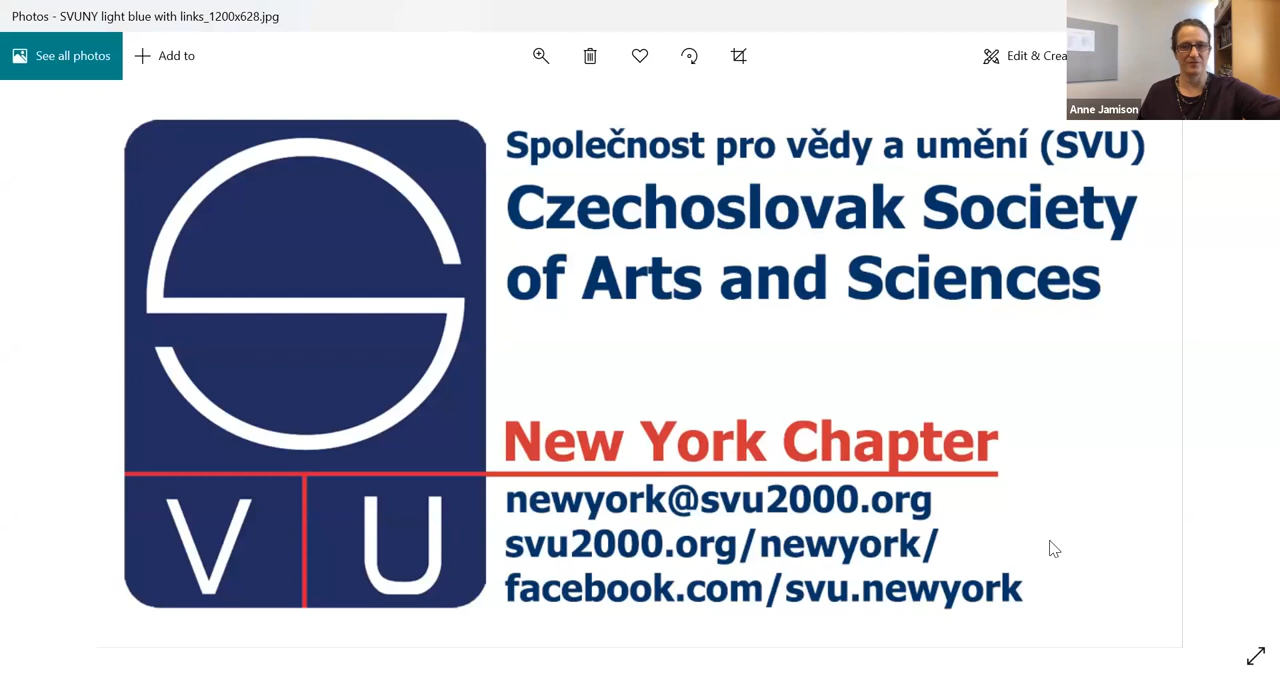 Photos - SVUNY light blue with links_1200x628.jpg
See all photos
Add to
Edit & Crea
Anne Jamison
Společnost pro vědy a umění (SVU)
Czechoslovak Society
of Arts and Sciences
New York Chapter
newyork@svu2000.org
svu2000.org/newyork/
facebook.com/svu.newyork
S
V U